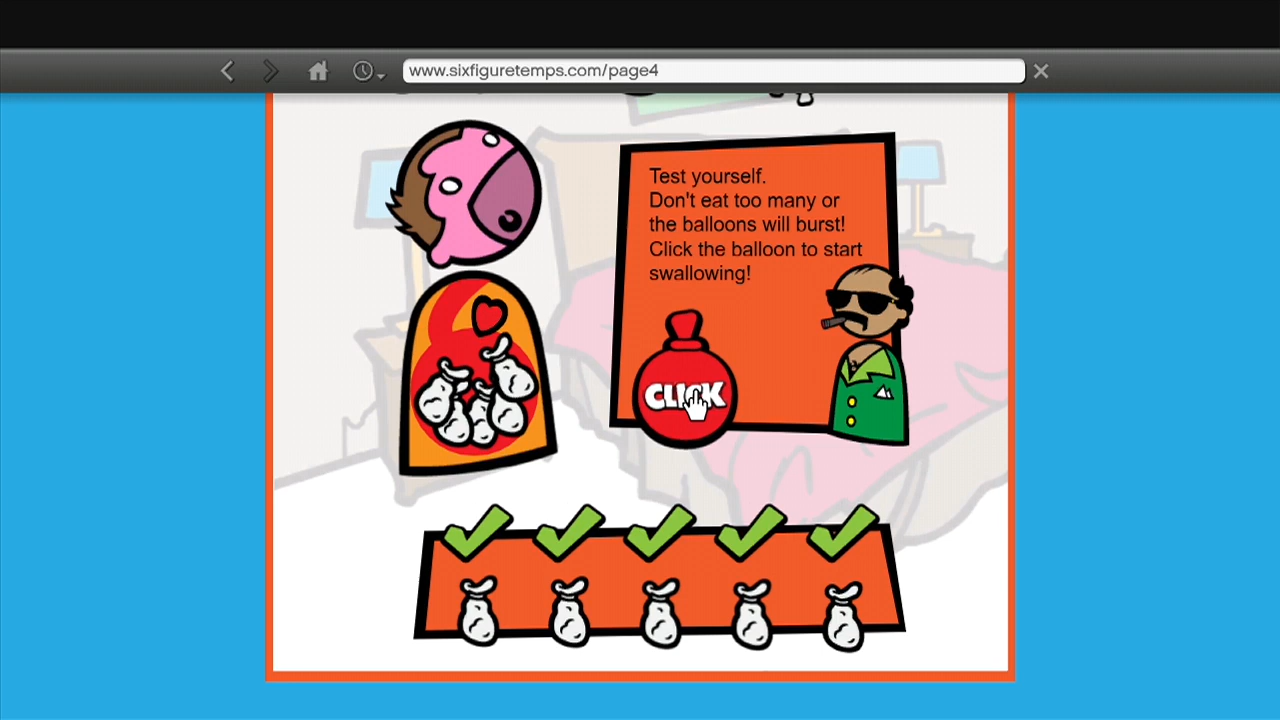 www.sixfiguretemps.com/page4
Test yourself.
Don't eat too many or
the balloons will burst!
Click the balloon to start
swallowing!
CLICK